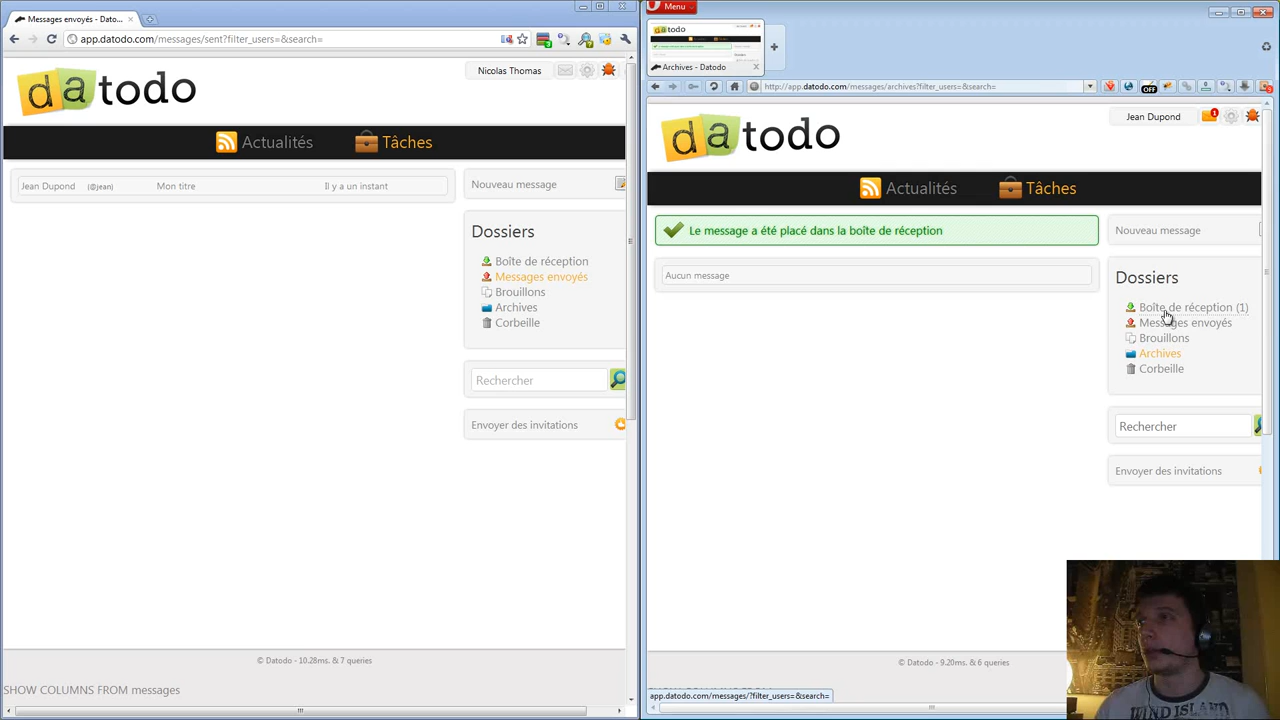 Messages envoyés - Dato...
app.datodo.com/messages/sent?filter_users=&search=
datodo
Nicolas Thomas
Actualités
Tâches
Jean Dupond (@jean) Mon titre Il y a un instant
Nouveau message
Dossiers
Boîte de réception
Messages envoyés
Brouillons
Archives
Corbeille
Rechercher
Envoyer des invitations
© Datodo - 10.28ms. & 7 queries
SHOW COLUMNS FROM messages
Menu
Archives - Datodo
http://app.datodo.com/messages/archives?filter_users=&search=
OFF
datodo
Jean Dupond
1
Actualités
Tâches
Le message a été placé dans la boîte de réception
Aucun message
Nouveau message
Dossiers
Boîte de réception (1)
Messages envoyés
Brouillons
Archives
Corbeille
Rechercher
Envoyer des invitations
© Datodo - 9.20ms. & 6 queries
app.datodo.com/messages/?filter_users=&search=
WIND ISLAND